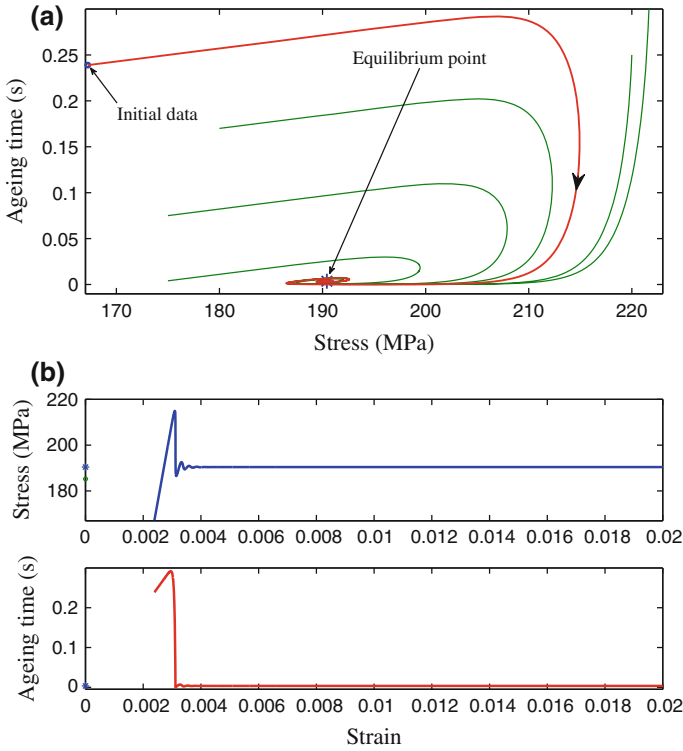 (a)
Ageing time (s)
0.25
0.2
0.15
0.1
0.05
0
Initial data
Equilibrium point
170 180 190 200 210 220
Stress (MPa)
(b)
Stress (MPa)
220
200
180
0 0.002 0.004 0.006 0.008 0.01 0.012 0.014 0.016 0.018 0.02
Ageing time (s)
0.2
0.1
0
0 0.002 0.004 0.006 0.008 0.01 0.012 0.014 0.016 0.018 0.02
Strain